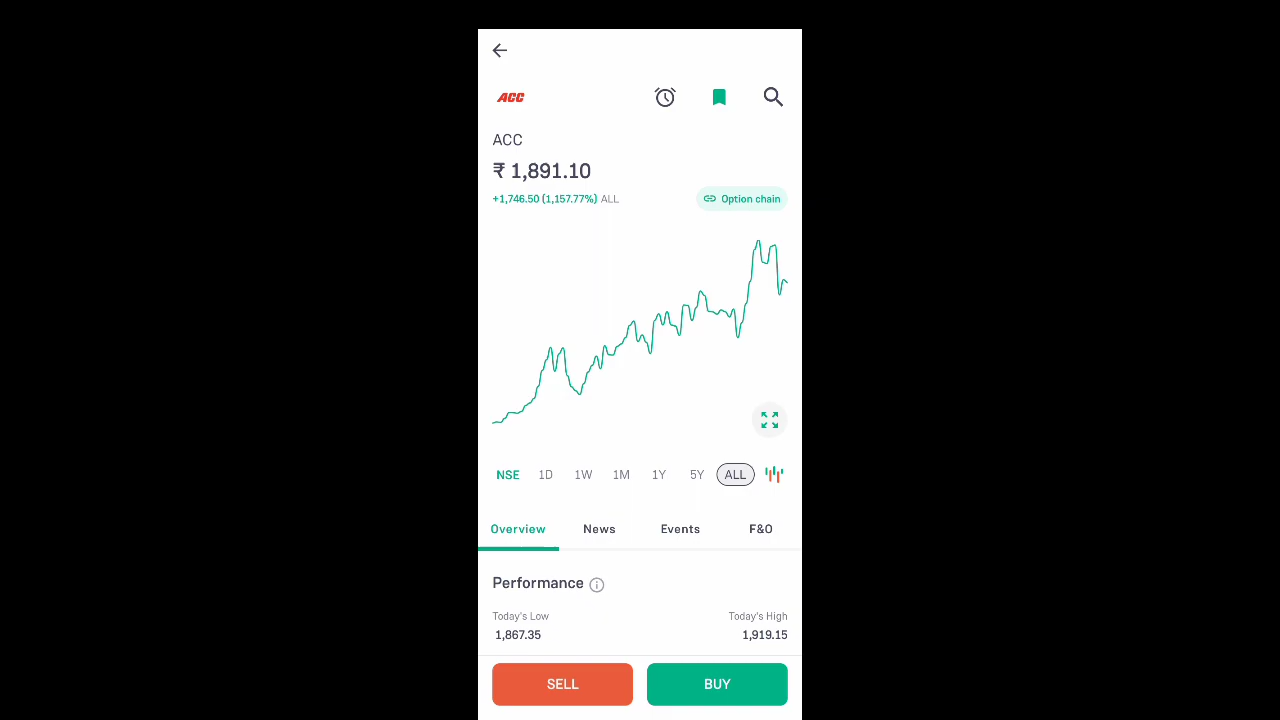 ACC
ACC
₹ 1,891.10
+1,746.50 (1,157.77%) ALL
Option chain
NSE 1D 1W 1M 1Y 5Y ALL
Overview News Events F&O
Performance
Today's Low Today's High
1,867.35 1,919.15
SELL BUY